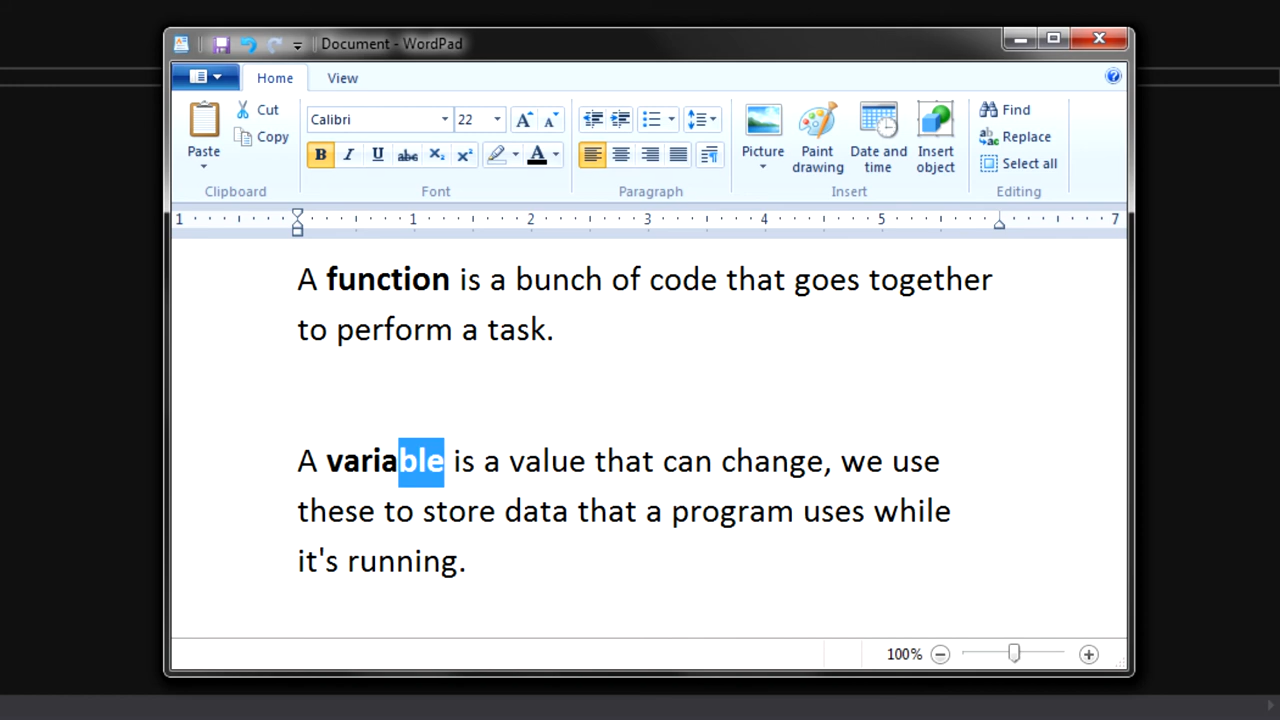 Document - WordPad
Home View
Cut
Copy
Paste
Clipboard
Calibri 22
B I U abc X₂ X²
A
Font
Paragraph
Picture
Paint drawing
Date and time
Insert object
Insert
Find
Replace
Select all
Editing
1 1 2 3 4 5 7
A function is a bunch of code that goes together
to perform a task.
A variable is a value that can change, we use
these to store data that a program uses while
it's running.
100%